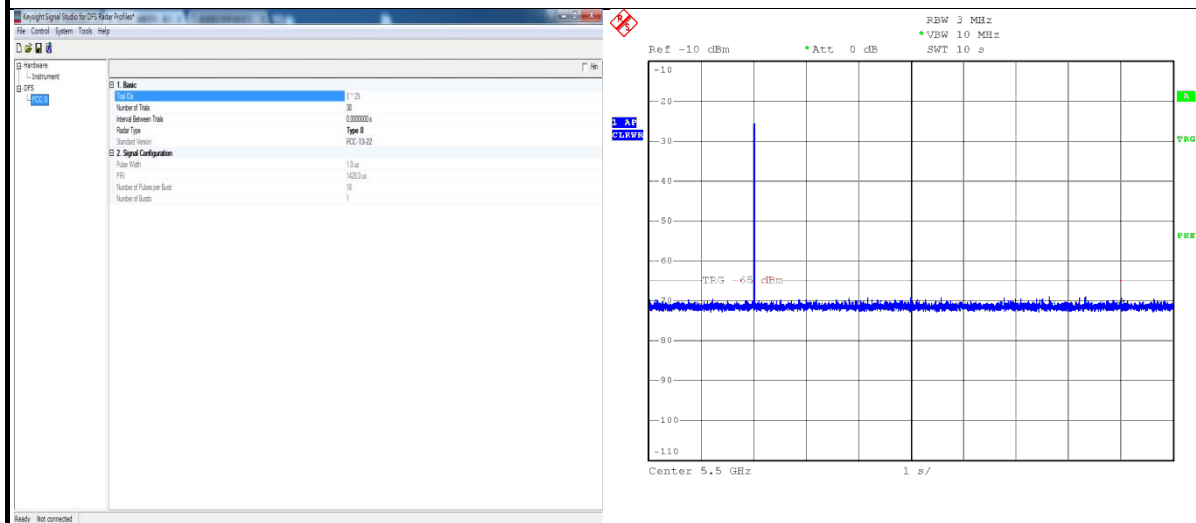 Keysight Signal Studio for DFS Radar Profiles*
File Control System Tools Help
Hardware
Instrument
DFS
FCC 0
1. Basic
Trial IDs 0 ~ 29
Number of Trials 30
Interval Between Trials 0.0000000 s
Radar Type Type 0
Standard Version FCC-13-22
2. Signal Configuration
Pulse Width 1.0 us
PRI 1428.0 us
Number of Pulses per Burst 18
Number of Bursts 1
Ready Not connected
R S
RBW 3 MHz
* VBW 10 MHz
Ref -10 dBm * Att 0 dB SWT 10 s
-10
-20
A
1 AP
CLRWR
-30
TRG
-40
-50
PRN
-60
TRG -65 dBm
-70
-80
-90
-100
-110
Center 5.5 GHz 1 s/